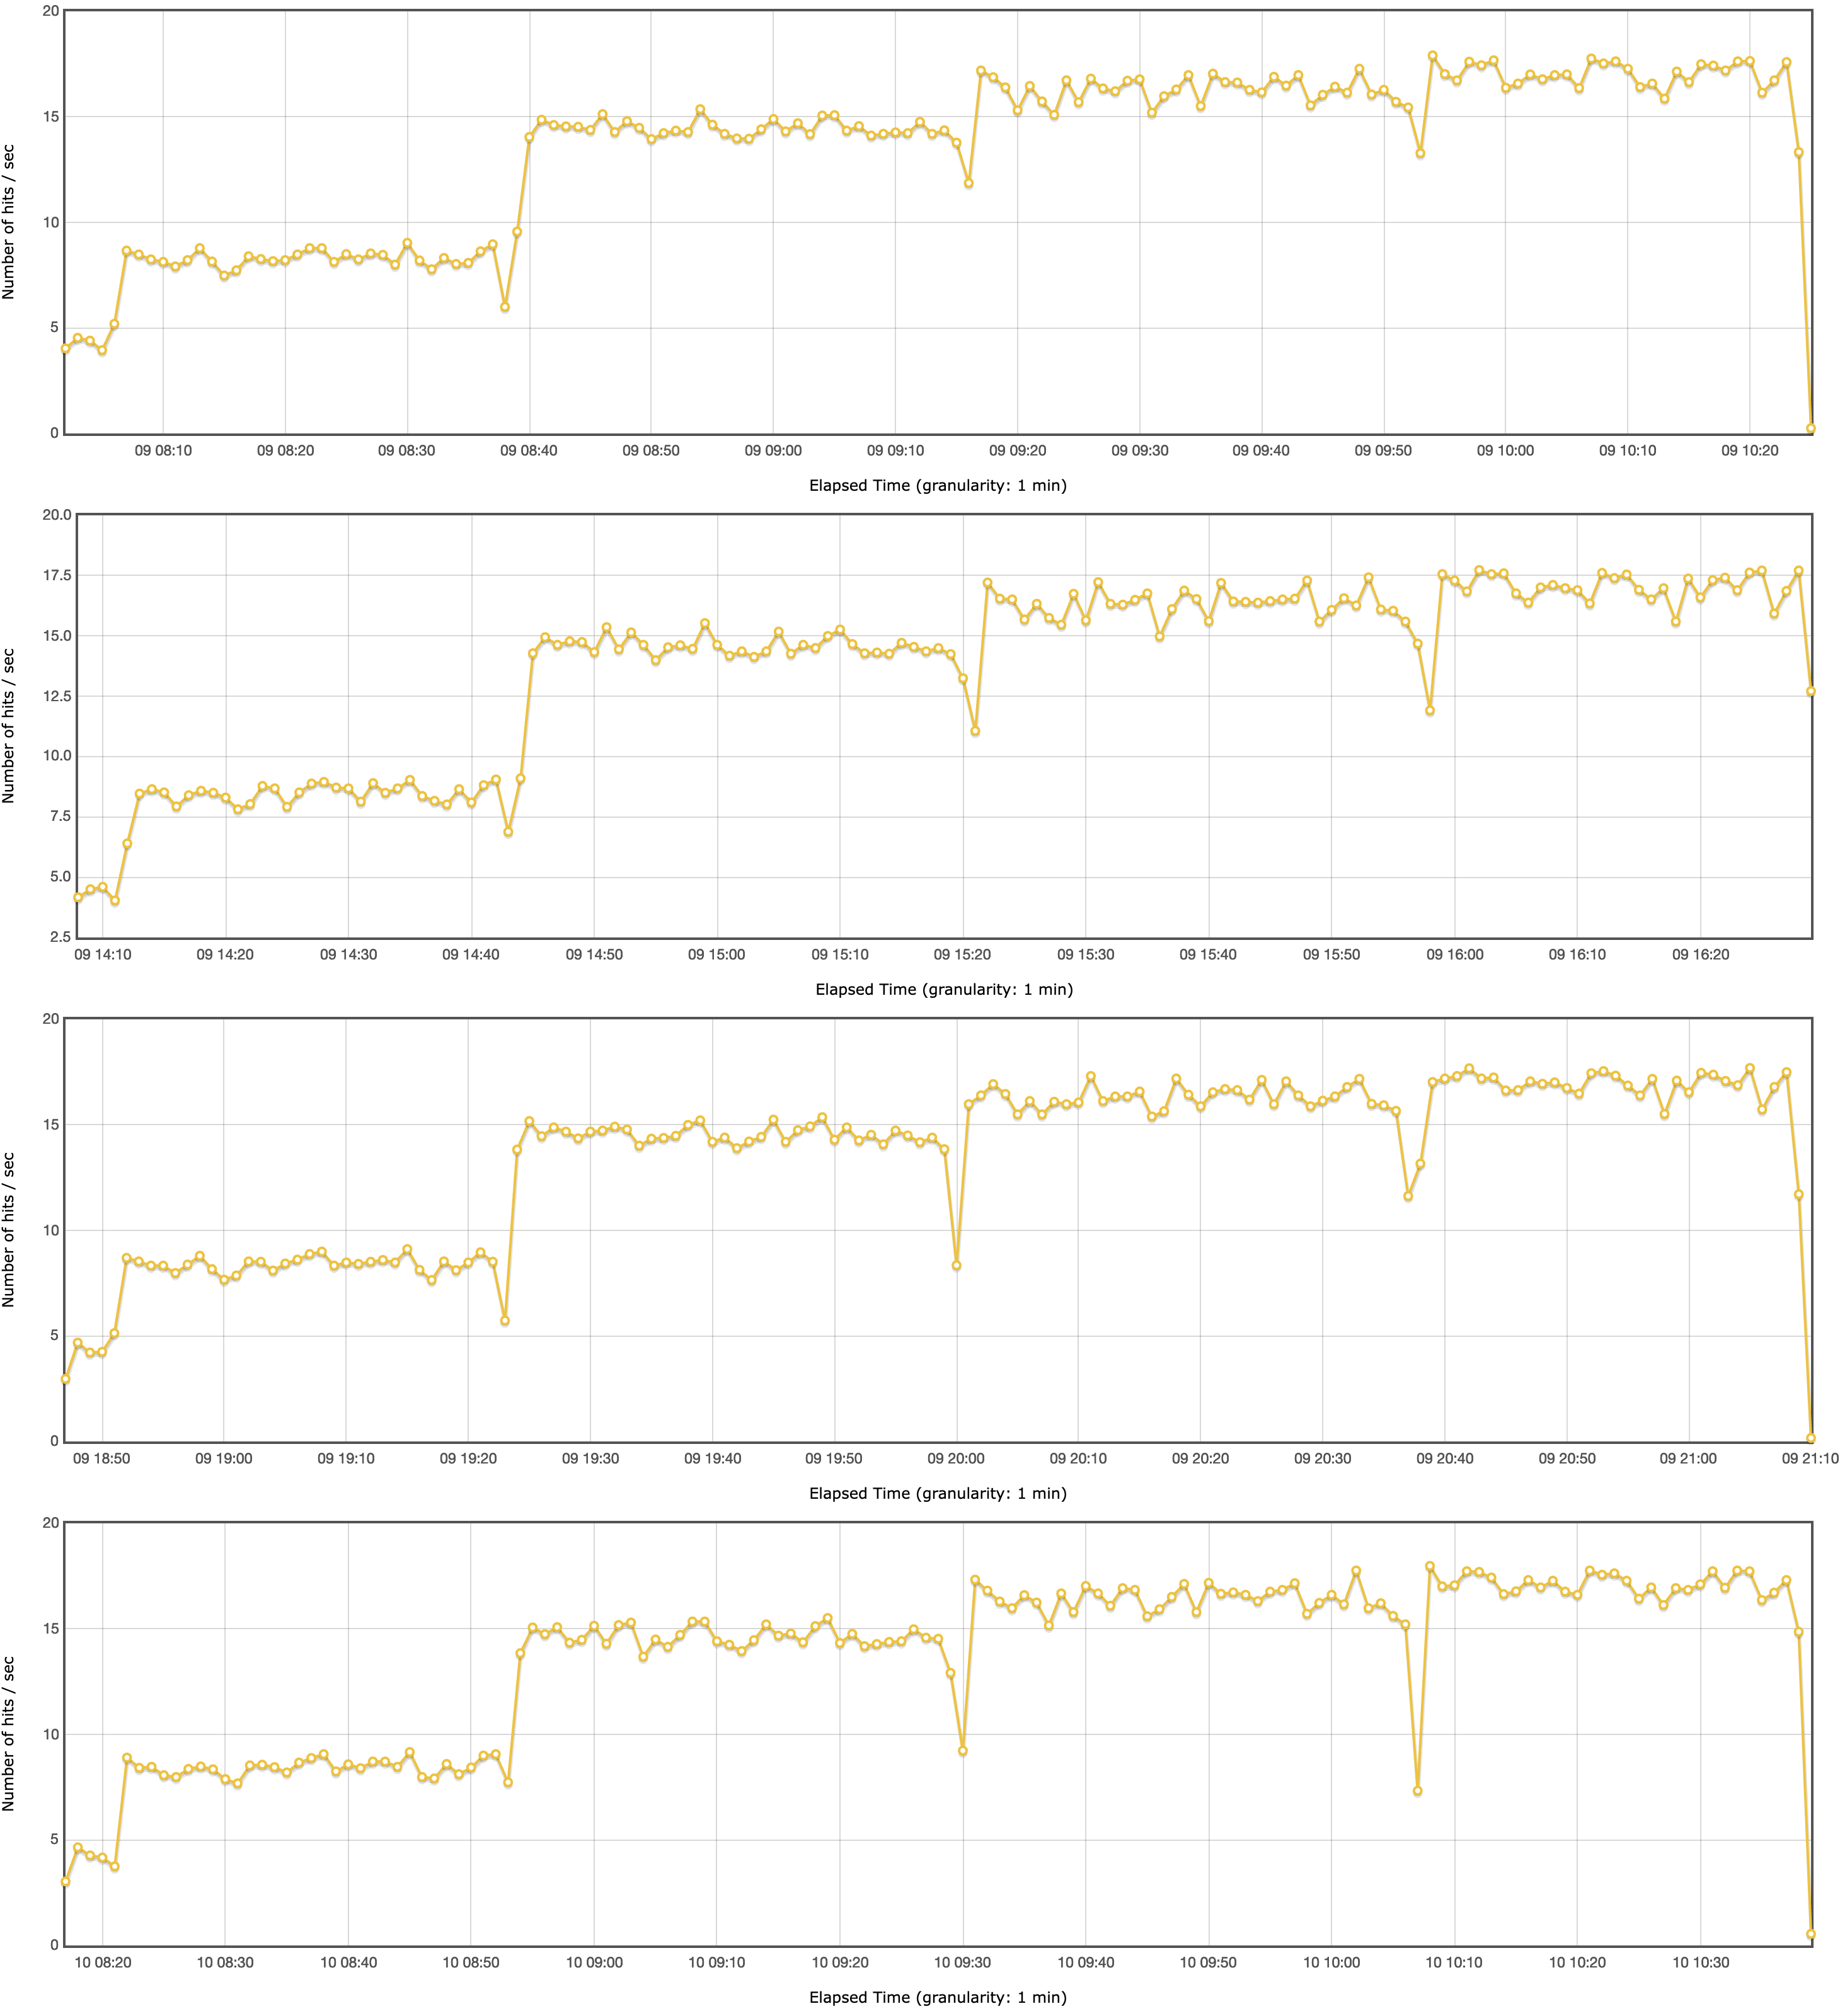 20
15
10
5
0
Number of hits / sec
09 08:10 09 08:20 09 08:30 09 08:40 09 08:50 09 09:00 09 09:10 09 09:20 09 09:30 09 09:40 09 09:50 09 10:00 09 10:10 09 10:20
Elapsed Time (granularity: 1 min)
20.0
17.5
15.0
12.5
10.0
7.5
5.0
2.5
Number of hits / sec
09 14:10 09 14:20 09 14:30 09 14:40 09 14:50 09 15:00 09 15:10 09 15:20 09 15:30 09 15:40 09 15:50 09 16:00 09 16:10 09 16:20
Elapsed Time (granularity: 1 min)
20
15
10
5
0
Number of hits / sec
09 18:50 09 19:00 09 19:10 09 19:20 09 19:30 09 19:40 09 19:50 09 20:00 09 20:10 09 20:20 09 20:30 09 20:40 09 20:50 09 21:00 09 21:10
Elapsed Time (granularity: 1 min)
20
15
10
5
0
Number of hits / sec
10 08:20 10 08:30 10 08:40 10 08:50 10 09:00 10 09:10 10 09:20 10 09:30 10 09:40 10 09:50 10 10:00 10 10:10 10 10:20 10 10:30
Elapsed Time (granularity: 1 min)